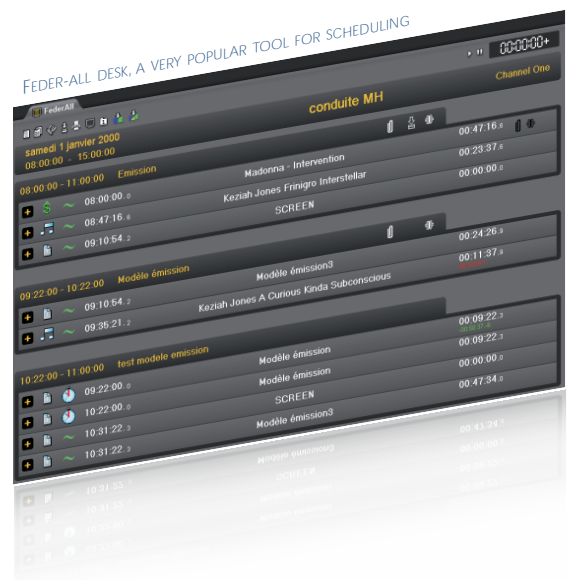 FEDER-ALL DESK, A VERY POPULAR TOOL FOR SCHEDULING
FederAll
00:00:00+
samedi 1 janvier 2000
08:00:00 - 15:00:00
conduite MH
Channel One
08:00:00 - 11:00:00 Emission
08:00:00.0 Madonna - Intervention 00:47:16.6
08:47:16.6 Keziah Jones Frinigro Interstellar 00:23:37.6
09:10:54.2 SCREEN 00:00:00.0
09:22:00 - 10:22:00 Modèle émission
09:10:54.2 Modèle émission3 00:24:26.9
09:35:21.2 Keziah Jones A Curious Kinda Subconscious 00:11:37.9
10:22:00 - 11:00:00 test modele emission
09:22:00.0 Modèle émission 00:09:22.3
10:22:00.0 Modèle émission 00:09:22.3
10:31:22.3 SCREEN 00:00:00.0
10:31:22.3 Modèle émission3 00:47:34.0